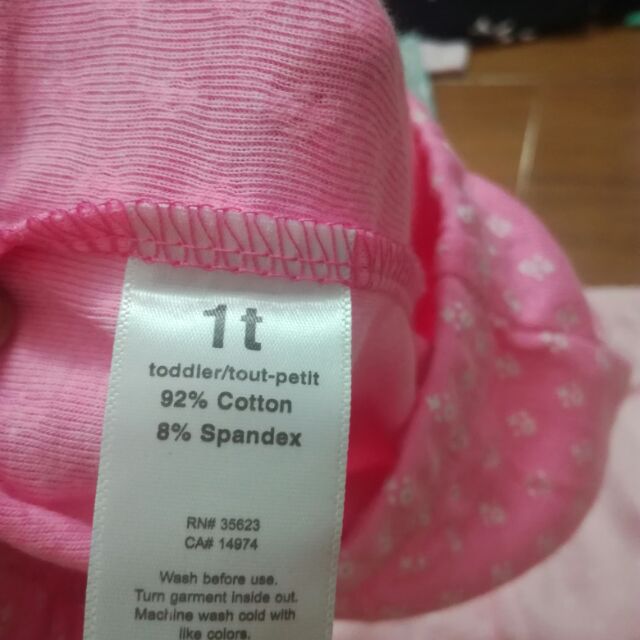 1t
toddler/tout-petit
92% Cotton
8% Spandex
RN# 35623
CA# 14974
Wash before use.
Turn garment inside out.
Machine wash cold with
like colors.